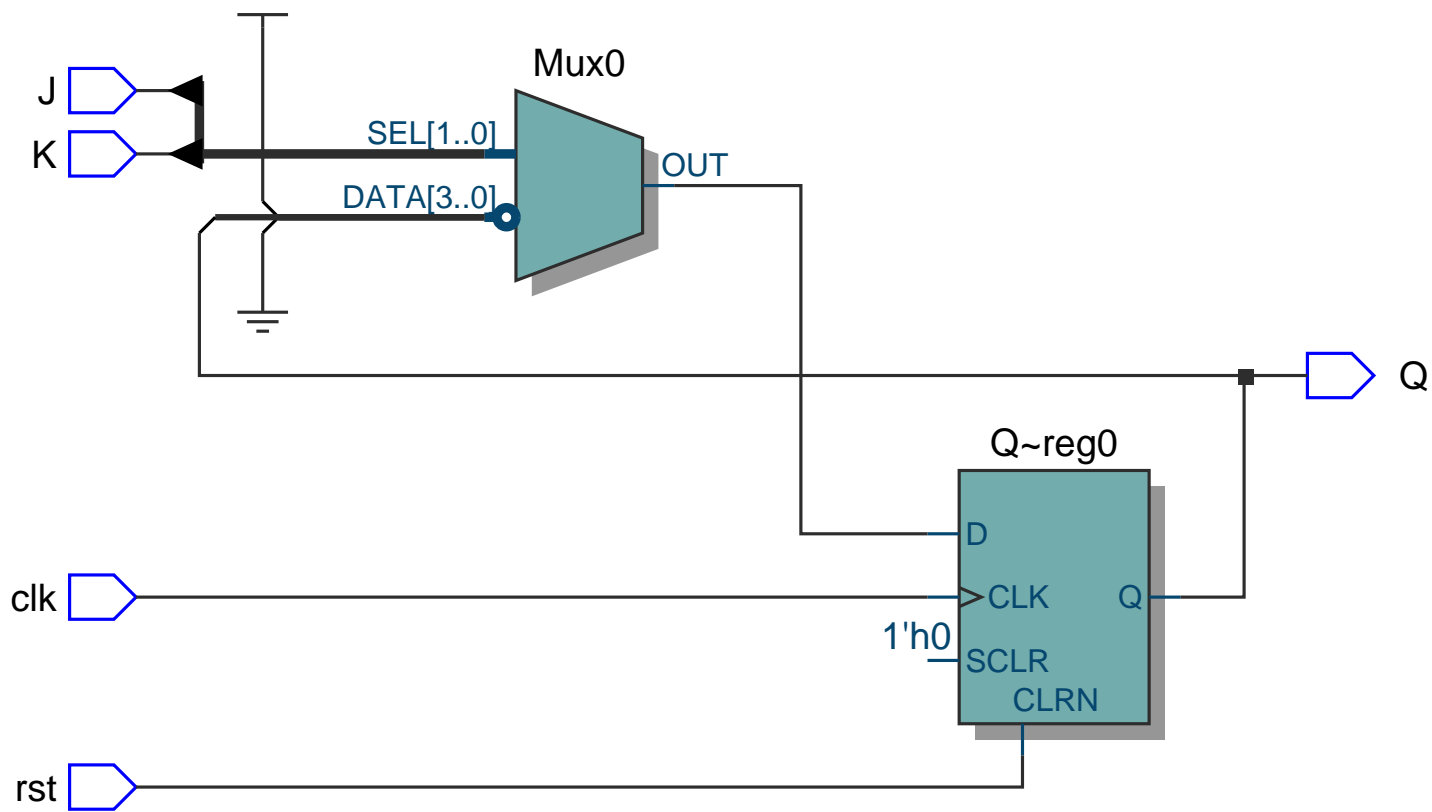 Mux0
J
SEL[1..0]
K
OUT
DATA[3..0]
Q
Q~reg0
D
clk
CLK
Q
1'h0
SCLR
CLRN
rst